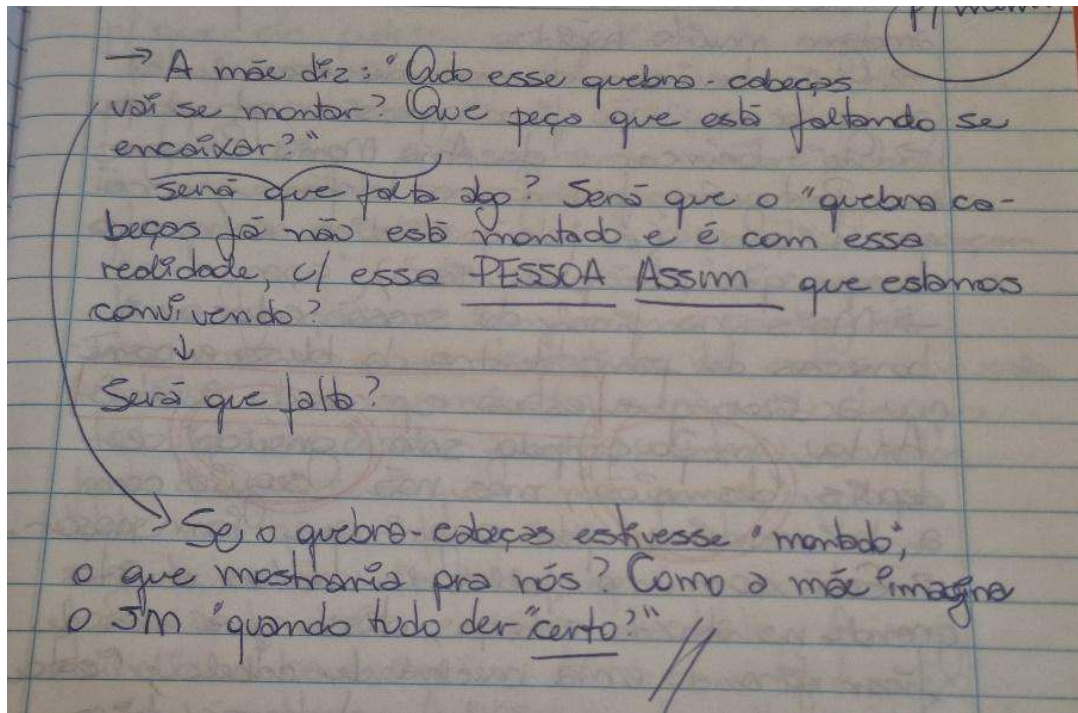 → A mãe diz: "Qdo esse quebra-cabeças
vai se montar? Que peça que está faltando se
encaixar?"
Será que falta algo? Será que o "quebra ca-
beças já não está montado e é com essa
realidade, c/ essa PESSOA ASSIM que estamos
convivendo?
↓
Será que falta?
Se o quebra-cabeças estivesse "montado",
o que mostraria pra nós? Como a mãe imagina
o JM "quando tudo der "certo?"